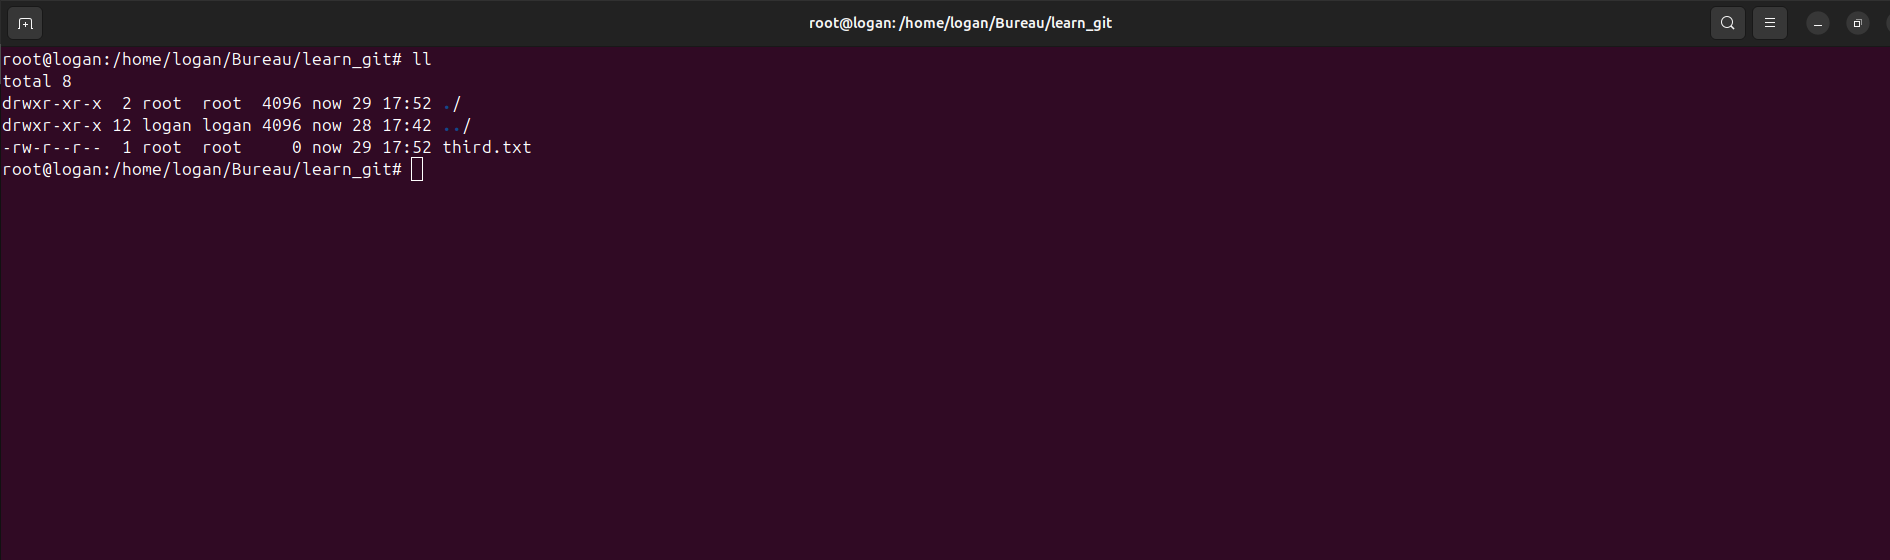 root@logan: /home/logan/Bureau/learn_git
root@logan:/home/logan/Bureau/learn_git# ll
total 8
drwxr-xr-x  2 root  root  4096 now 29 17:52 ./
drwxr-xr-x 12 logan logan 4096 now 28 17:42 ../
-rw-r--r--  1 root  root     0 now 29 17:52 third.txt
root@logan:/home/logan/Bureau/learn_git#